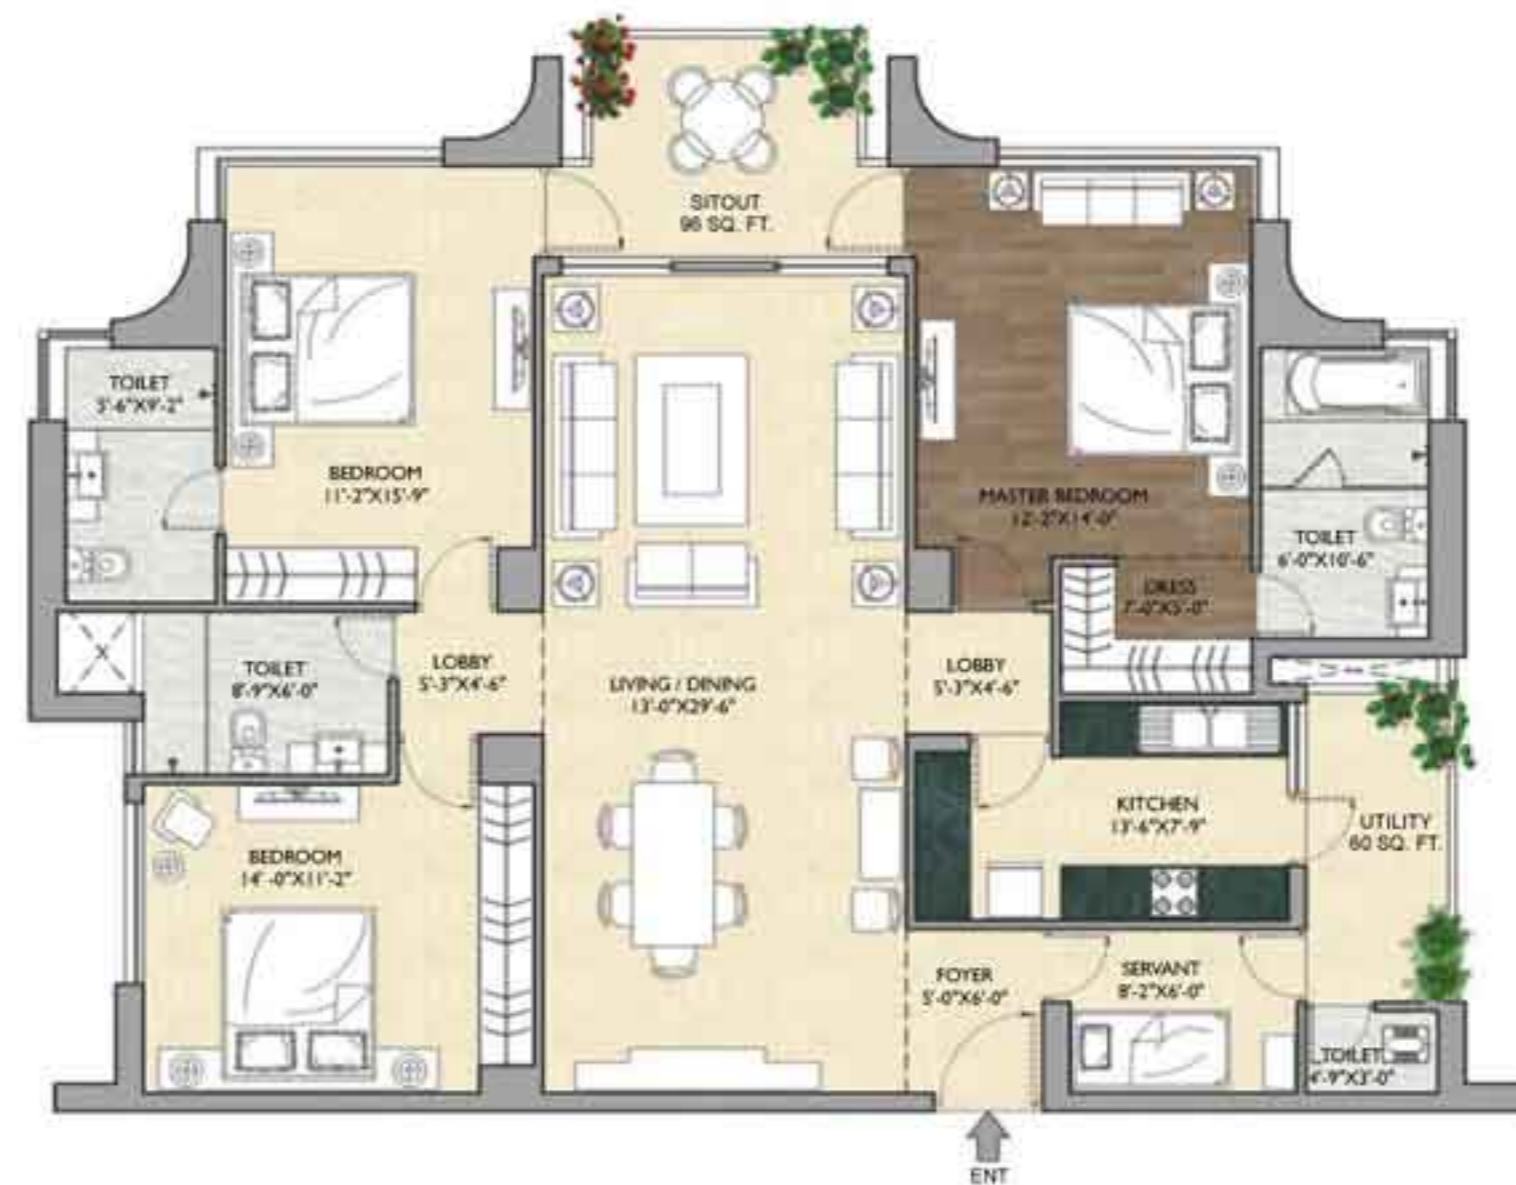 SITOUT
96 SQ. FT.
TOILET
5'-6"X9'-2"
BEDROOM
11'-2"X15'-9"
MASTER BEDROOM
12'-2"X14'-0"
TOILET
6'-0"X10'-6"
DRESS
7'-0"X5'-0"
TOILET
8'-9"X6'-0"
LOBBY
5'-3"X4'-6"
LIVING / DINING
13'-0"X29'-6"
LOBBY
5'-3"X4'-6"
KITCHEN
13'-6"X7'-9"
UTILITY
60 SQ. FT.
BEDROOM
14'-0"X11'-2"
FOYER
5'-0"X6'-0"
SERVANT
8'-2"X6'-0"
TOILET
4'-9"X3'-0"
ENT